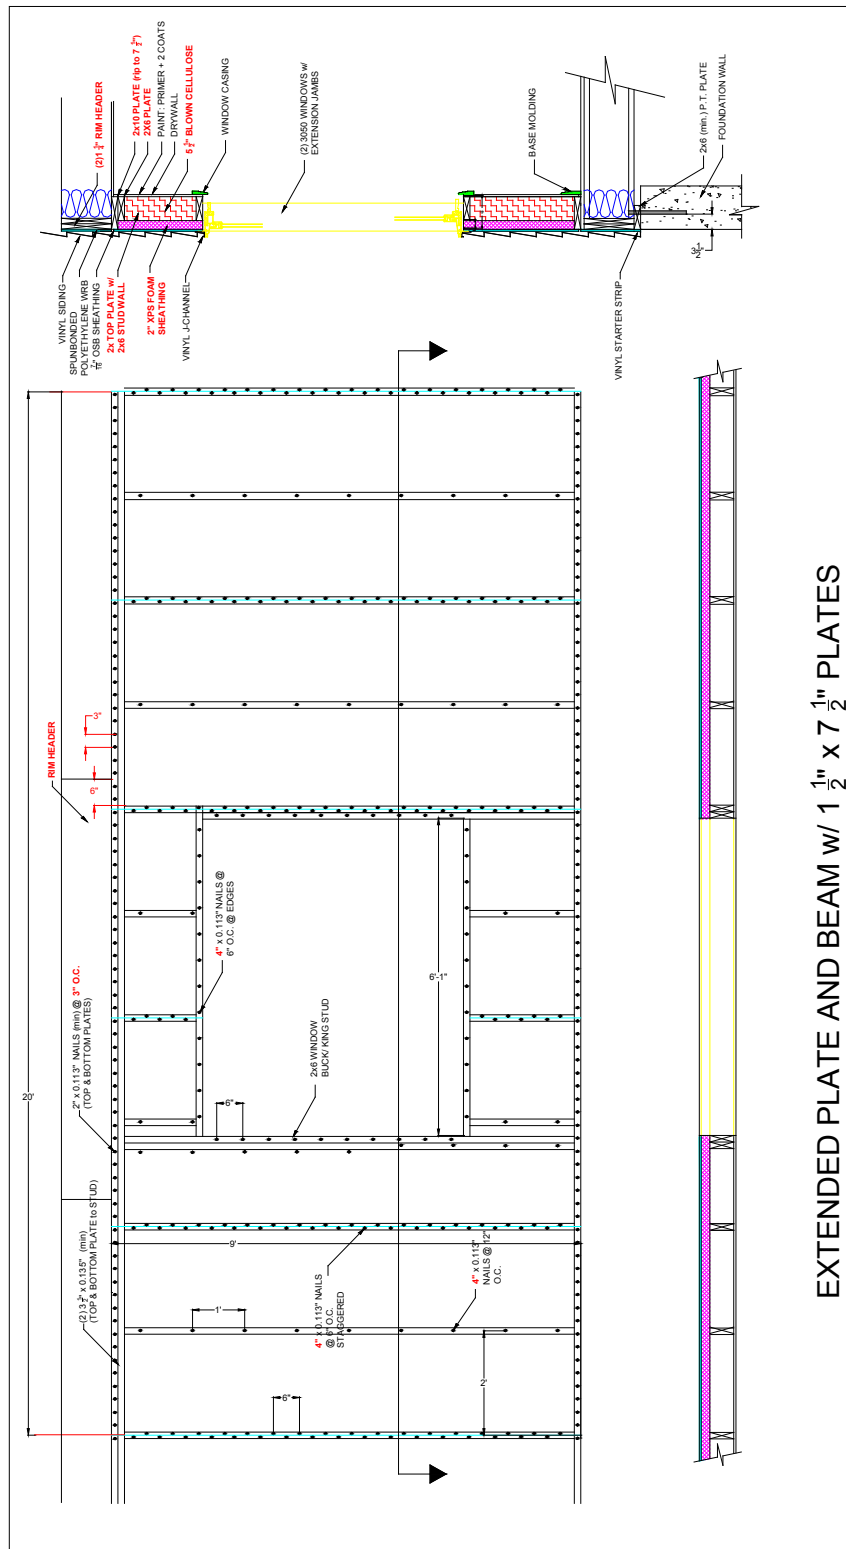 VINYL SIDING
SPUNBONDED
POLYETHYLENE WRB
7/16" OSB SHEATHING
2x TOP PLATE w/
2x6 STUD WALL
2" XPS FOAM
SHEATHING
VINYL J-CHANNEL
(2)1 3/4" RIM HEADER
2x10 PLATE (rip to 7 1/2")
2X6 PLATE
PAINT: PRIMER + 2 COATS
DRYWALL
5 1/2" BLOWN CELLULOSE
WINDOW CASING
(2) 3050 WINDOWS w/
EXTENSION JAMBS
BASE MOLDING
2x6 (min.) P.T. PLATE
FOUNDATION WALL
3 1/2"
VINYL STARTER STRIP
20'
RIM HEADER
3"
6"
2" x 0.113" NAILS (min) @ 3" O.C.
(TOP & BOTTOM PLATES)
(2) 3 1/2" x 0.135" (min)
(TOP & BOTTOM PLATE to STUD)
4" x 0.113" NAILS @
6" O.C. @ EDGES
2x6 WINDOW
BUCK/ KING STUD
6'-1"
6"
9'
1'
4" x 0.113" NAILS
@ 6" O.C.
STAGGERED
4" x 0.113"
NAILS @ 12"
O.C.
6"
2'
EXTENDED PLATE AND BEAM w/ 1 1/2" x 7 1/2" PLATES